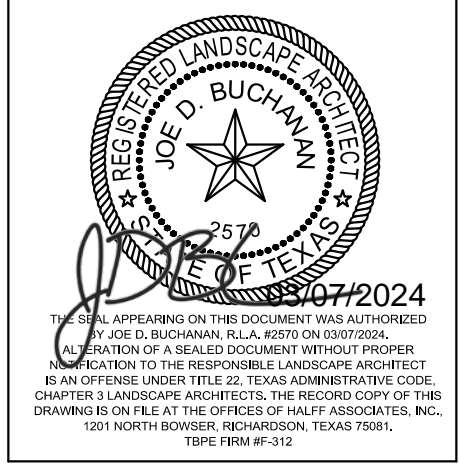 REGISTERED LANDSCAPE ARCHITECT
JOE D. BUCHANAN
2570
STATE OF TEXAS
03/07/2024
THE SEAL APPEARING ON THIS DOCUMENT WAS AUTHORIZED
BY JOE D. BUCHANAN, R.L.A. #2570 ON 03/07/2024.
ALTERATION OF A SEALED DOCUMENT WITHOUT PROPER
NOTIFICATION TO THE RESPONSIBLE LANDSCAPE ARCHITECT
IS AN OFFENSE UNDER TITLE 22, TEXAS ADMINISTRATIVE CODE,
CHAPTER 3 LANDSCAPE ARCHITECTS. THE RECORD COPY OF THIS
DRAWING IS ON FILE AT THE OFFICES OF HALFF ASSOCIATES, INC.,
1201 NORTH BOWSER, RICHARDSON, TEXAS 75081.
TBPE FIRM #F-312